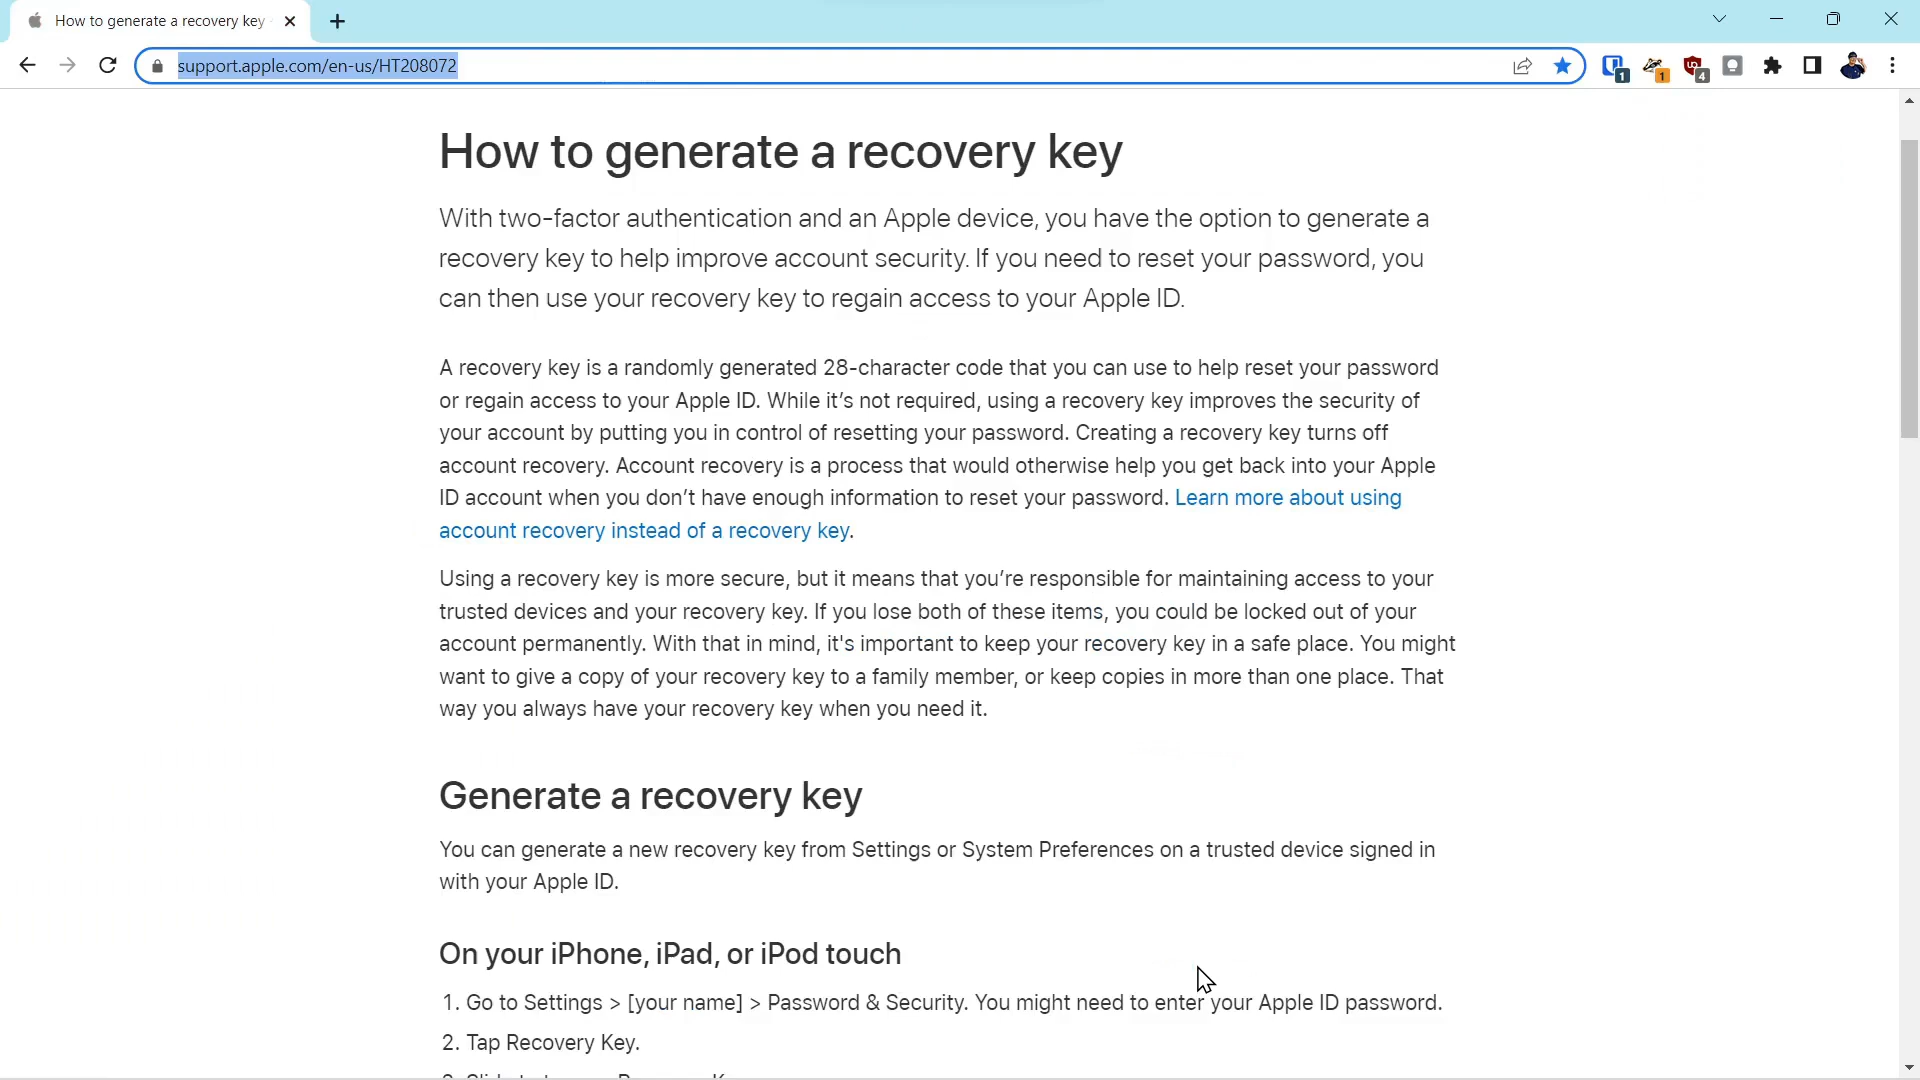 How to generate a recovery key
support.apple.com/en-us/HT208072
1
1
4
How to generate a recovery key
With two-factor authentication and an Apple device, you have the option to generate a
recovery key to help improve account security. If you need to reset your password, you
can then use your recovery key to regain access to your Apple ID.
A recovery key is a randomly generated 28-character code that you can use to help reset your password
or regain access to your Apple ID. While it’s not required, using a recovery key improves the security of
your account by putting you in control of resetting your password. Creating a recovery key turns off
account recovery. Account recovery is a process that would otherwise help you get back into your Apple
ID account when you don’t have enough information to reset your password. Learn more about using
account recovery instead of a recovery key.
Using a recovery key is more secure, but it means that you’re responsible for maintaining access to your
trusted devices and your recovery key. If you lose both of these items, you could be locked out of your
account permanently. With that in mind, it's important to keep your recovery key in a safe place. You might
want to give a copy of your recovery key to a family member, or keep copies in more than one place. That
way you always have your recovery key when you need it.
Generate a recovery key
You can generate a new recovery key from Settings or System Preferences on a trusted device signed in
with your Apple ID.
On your iPhone, iPad, or iPod touch
1. Go to Settings > [your name] > Password & Security. You might need to enter your Apple ID password.
2. Tap Recovery Key.